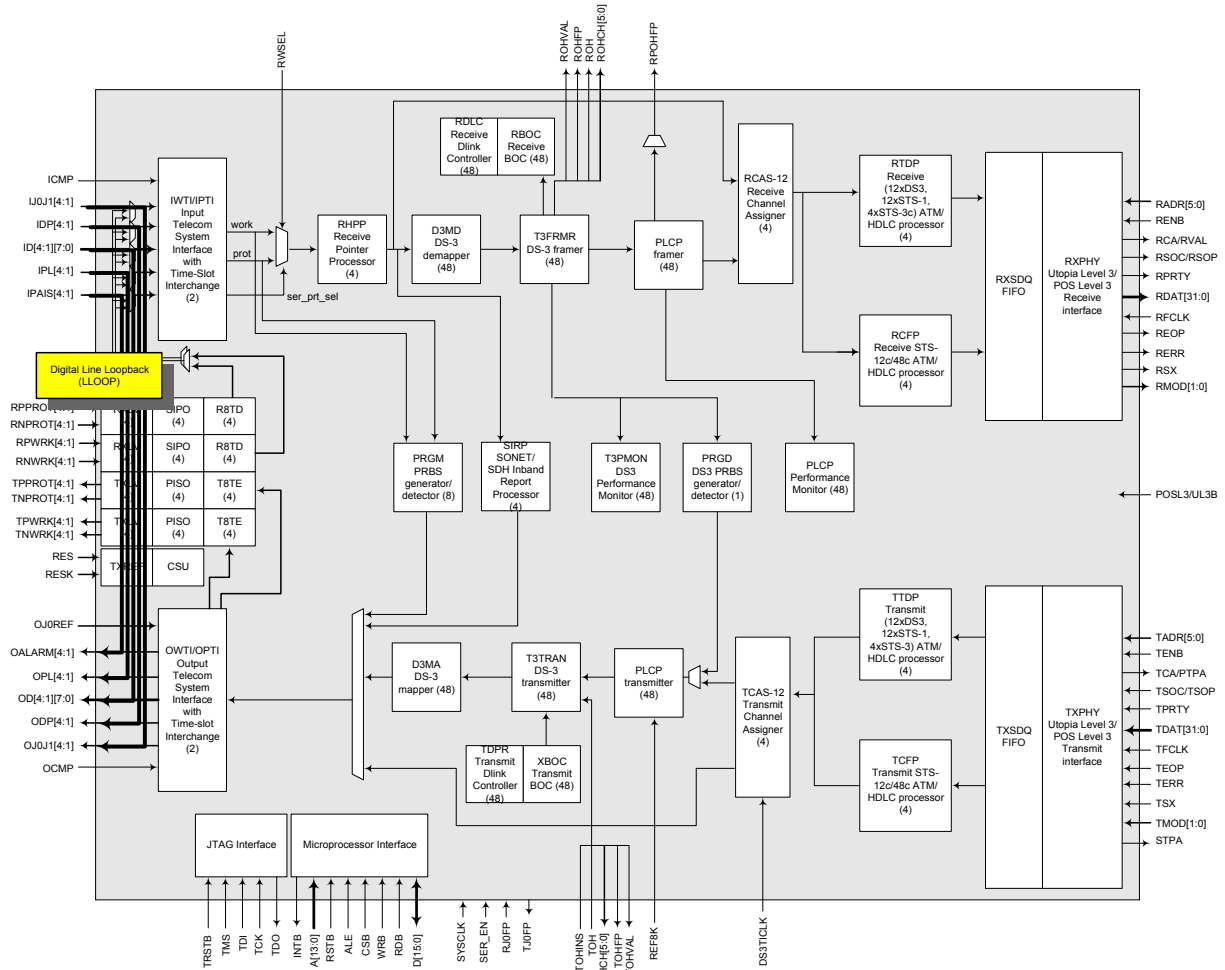 RWSEL
ROHVAL
ROHFP
ROH
ROHCH[5:0]
RPOHFP
ICMP
IJ0J1[4:1]
IDP[4:1]
ID[4:1][7:0]
IPL[4:1]
IPAIS[4:1]
IWTI/IPTI
Input
Telecom
System
Interface
with
Time-Slot
Interchange
(2)
work
prot
ser_prt_sel
RHPP
Receive
Pointer
Processor
(4)
D3MD
DS-3
demapper
(48)
RDLC
Receive
Dlink
Controller
(48)
RBOC
Receive
BOC (48)
T3FRMR
DS-3 framer
(48)
PLCP
framer
(48)
RCAS-12
Receive
Channel
Assigner
(4)
RTDP
Receive
(12xDS3,
12xSTS-1,
4xSTS-3c) ATM/
HDLC processor
(4)
RCFP
Receive STS-
12c/48c ATM/
HDLC processor
(4)
RXSDQ
FIFO
RXPHY
Utopia Level 3/
POS Level 3
Receive
interface
RADR[5:0]
RENB
RCA/RVAL
RSOC/RSOP
RPRTY
RDAT[31:0]
RFCLK
REOP
RERR
RSX
RMOD[1:0]
Digital Line Loopback
(LLOOP)
RNPROT[4:1]
RPWRK[4:1]
RNWRK[4:1]
TPPROT[4:1]
TNPROT[4:1]
TPWRK[4:1]
TNWRK[4:1]
RES
RESK
SIPO
(4)
R8TD
(4)
SIPO
(4)
R8TD
(4)
PISO
(4)
T8TE
(4)
PISO
(4)
T8TE
(4)
CSU
PRGM
PRBS
generator/
detector (8)
SIRP
SONET/
SDH Inband
Report
Processor
(4)
T3PMON
DS3
Performance
Monitor (48)
PRGD
DS3 PRBS
generator/
detector (1)
PLCP
Performance
Monitor (48)
POSL3/UL3B
OJ0REF
OALARM[4:1]
OPL[4:1]
OD[4:1][7:0]
ODP[4:1]
OJ0J1[4:1]
OCMP
OWTI/OPTI
Output
Telecom
System
Interface
with
Time-slot
Interchange
(2)
D3MA
DS-3
mapper (48)
T3TRAN
DS-3
transmitter
(48)
TDPR
Transmit
Dlink
Controller
(48)
XBOC
Transmit
BOC (48)
PLCP
transmitter
(48)
TCAS-12
Transmit
Channel
Assigner
(4)
TTDP
Transmit
(12xDS3,
12xSTS-1,
4xSTS-3) ATM/
HDLC
processor (4)
TCFP
Transmit STS-
12c/48c ATM/
HDLC processor
(4)
TXSDQ
FIFO
TXPHY
Utopia Level 3/
POS Level 3
Transmit
interface
TADR[5:0]
TENB
TCA/PTPA
TSOC/TSOP
TPRTY
TDAT[31:0]
TFCLK
TEOP
TERR
TSX
TMOD[1:0]
STPA
JTAG Interface
Microprocessor Interface
TRSTB
TMS
TDI
TCK
TDO
INTB
A[13:0]
RSTB
ALE
CSB
WRB
RDB
D[15:0]
SYSCLK
SER_EN
RJ0FP
TJ0FP
TOHINS
TOH
TOHFP
REF8K
DS3TICLK